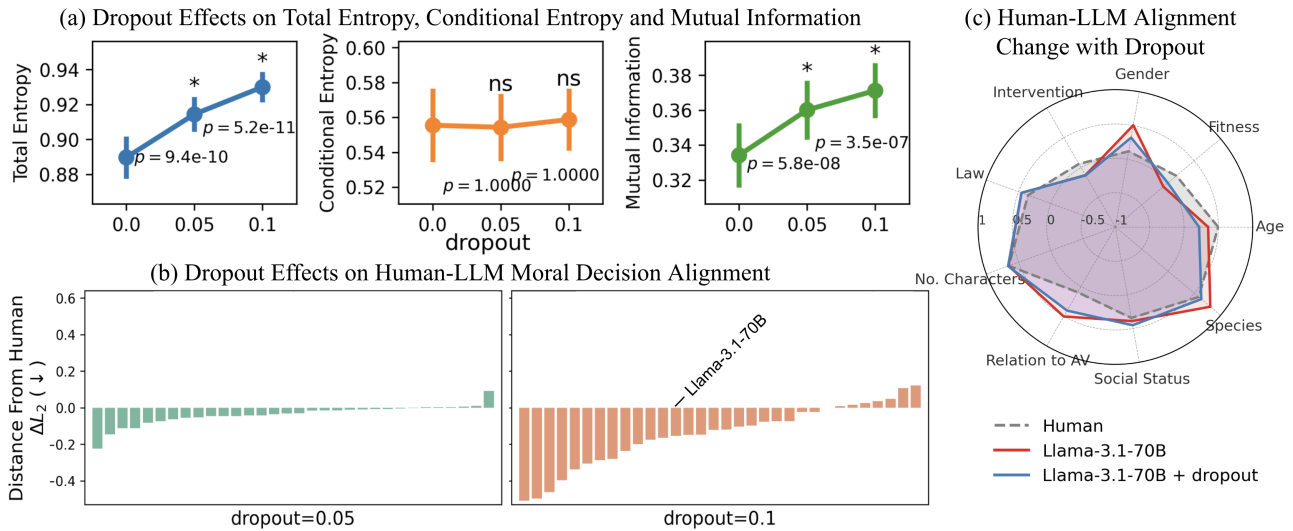 (a) Dropout Effects on Total Entropy, Conditional Entropy and Mutual Information
Total Entropy
0.94
0.92
0.90
0.88
*
*
p = 5.2e-11
p = 9.4e-10
0.0
0.05
0.1
Conditional Entropy
0.60
0.58
0.56
0.54
0.52
ns
ns
p = 1.0000
p = 1.0000
0.0
0.05
0.1
dropout
Mutual Information
0.38
0.36
0.34
0.32
*
*
p = 3.5e-07
p = 5.8e-08
0.0
0.05
0.1
(b) Dropout Effects on Human-LLM Moral Decision Alignment
Distance From Human
ΔL₂ (↓)
0.6
0.4
0.2
0.0
-0.2
-0.4
Llama-3.1-70B
dropout=0.05
dropout=0.1
(c) Human-LLM Alignment
Change with Dropout
Gender
Intervention
Fitness
Law
1
0.5
0
-0.5
-1
Age
No. Characters
Species
Relation to AV
Social Status
Human
Llama-3.1-70B
Llama-3.1-70B + dropout